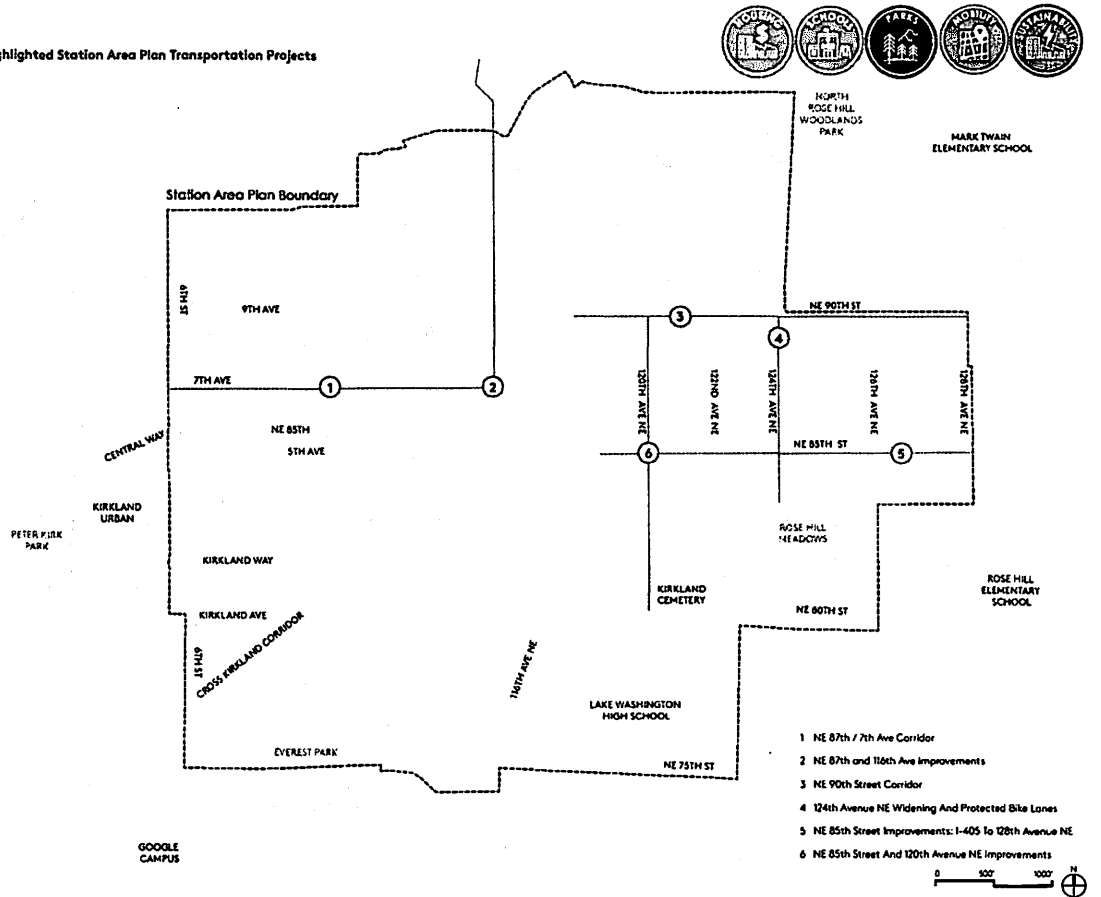 HOUSING
SCHOOLS
PARKS
MOBILITY
SUSTAINABILITY
ghlighted Station Area Plan Transportation Projects
NORTH
ROSE HILL
WOODLANDS
PARK
MARK TWAIN
ELEMENTARY SCHOOL
Station Area Plan Boundary
6TH ST
9TH AVE
NE 90TH ST
3
4
7TH AVE
1
2
120TH AVE NE
122ND AVE NE
124TH AVE NE
126TH AVE NE
128TH AVE NE
CENTRAL WAY
NE 85TH
5TH AVE
NE 85TH ST
6
5
KIRKLAND
URBAN
PETER KIRK
PARK
ROSE HILL
MEADOWS
KIRKLAND WAY
KIRKLAND
CEMETERY
ROSE HILL
ELEMENTARY
SCHOOL
KIRKLAND AVE
NE 80TH ST
6TH ST
CROSS KIRKLAND CORRIDOR
116TH AVE NE
LAKE WASHINGTON
HIGH SCHOOL
EVEREST PARK
NE 75TH ST
1 NE 87th / 7th Ave Corridor
2 NE 87th and 116th Ave Improvements
3 NE 90th Street Corridor
4 124th Avenue NE Widening And Protected Bike Lanes
5 NE 85th Street Improvements: I-405 To 128th Avenue NE
6 NE 85th Street And 120th Avenue NE Improvements
GOOGLE
CAMPUS
0 500' 1000'
N